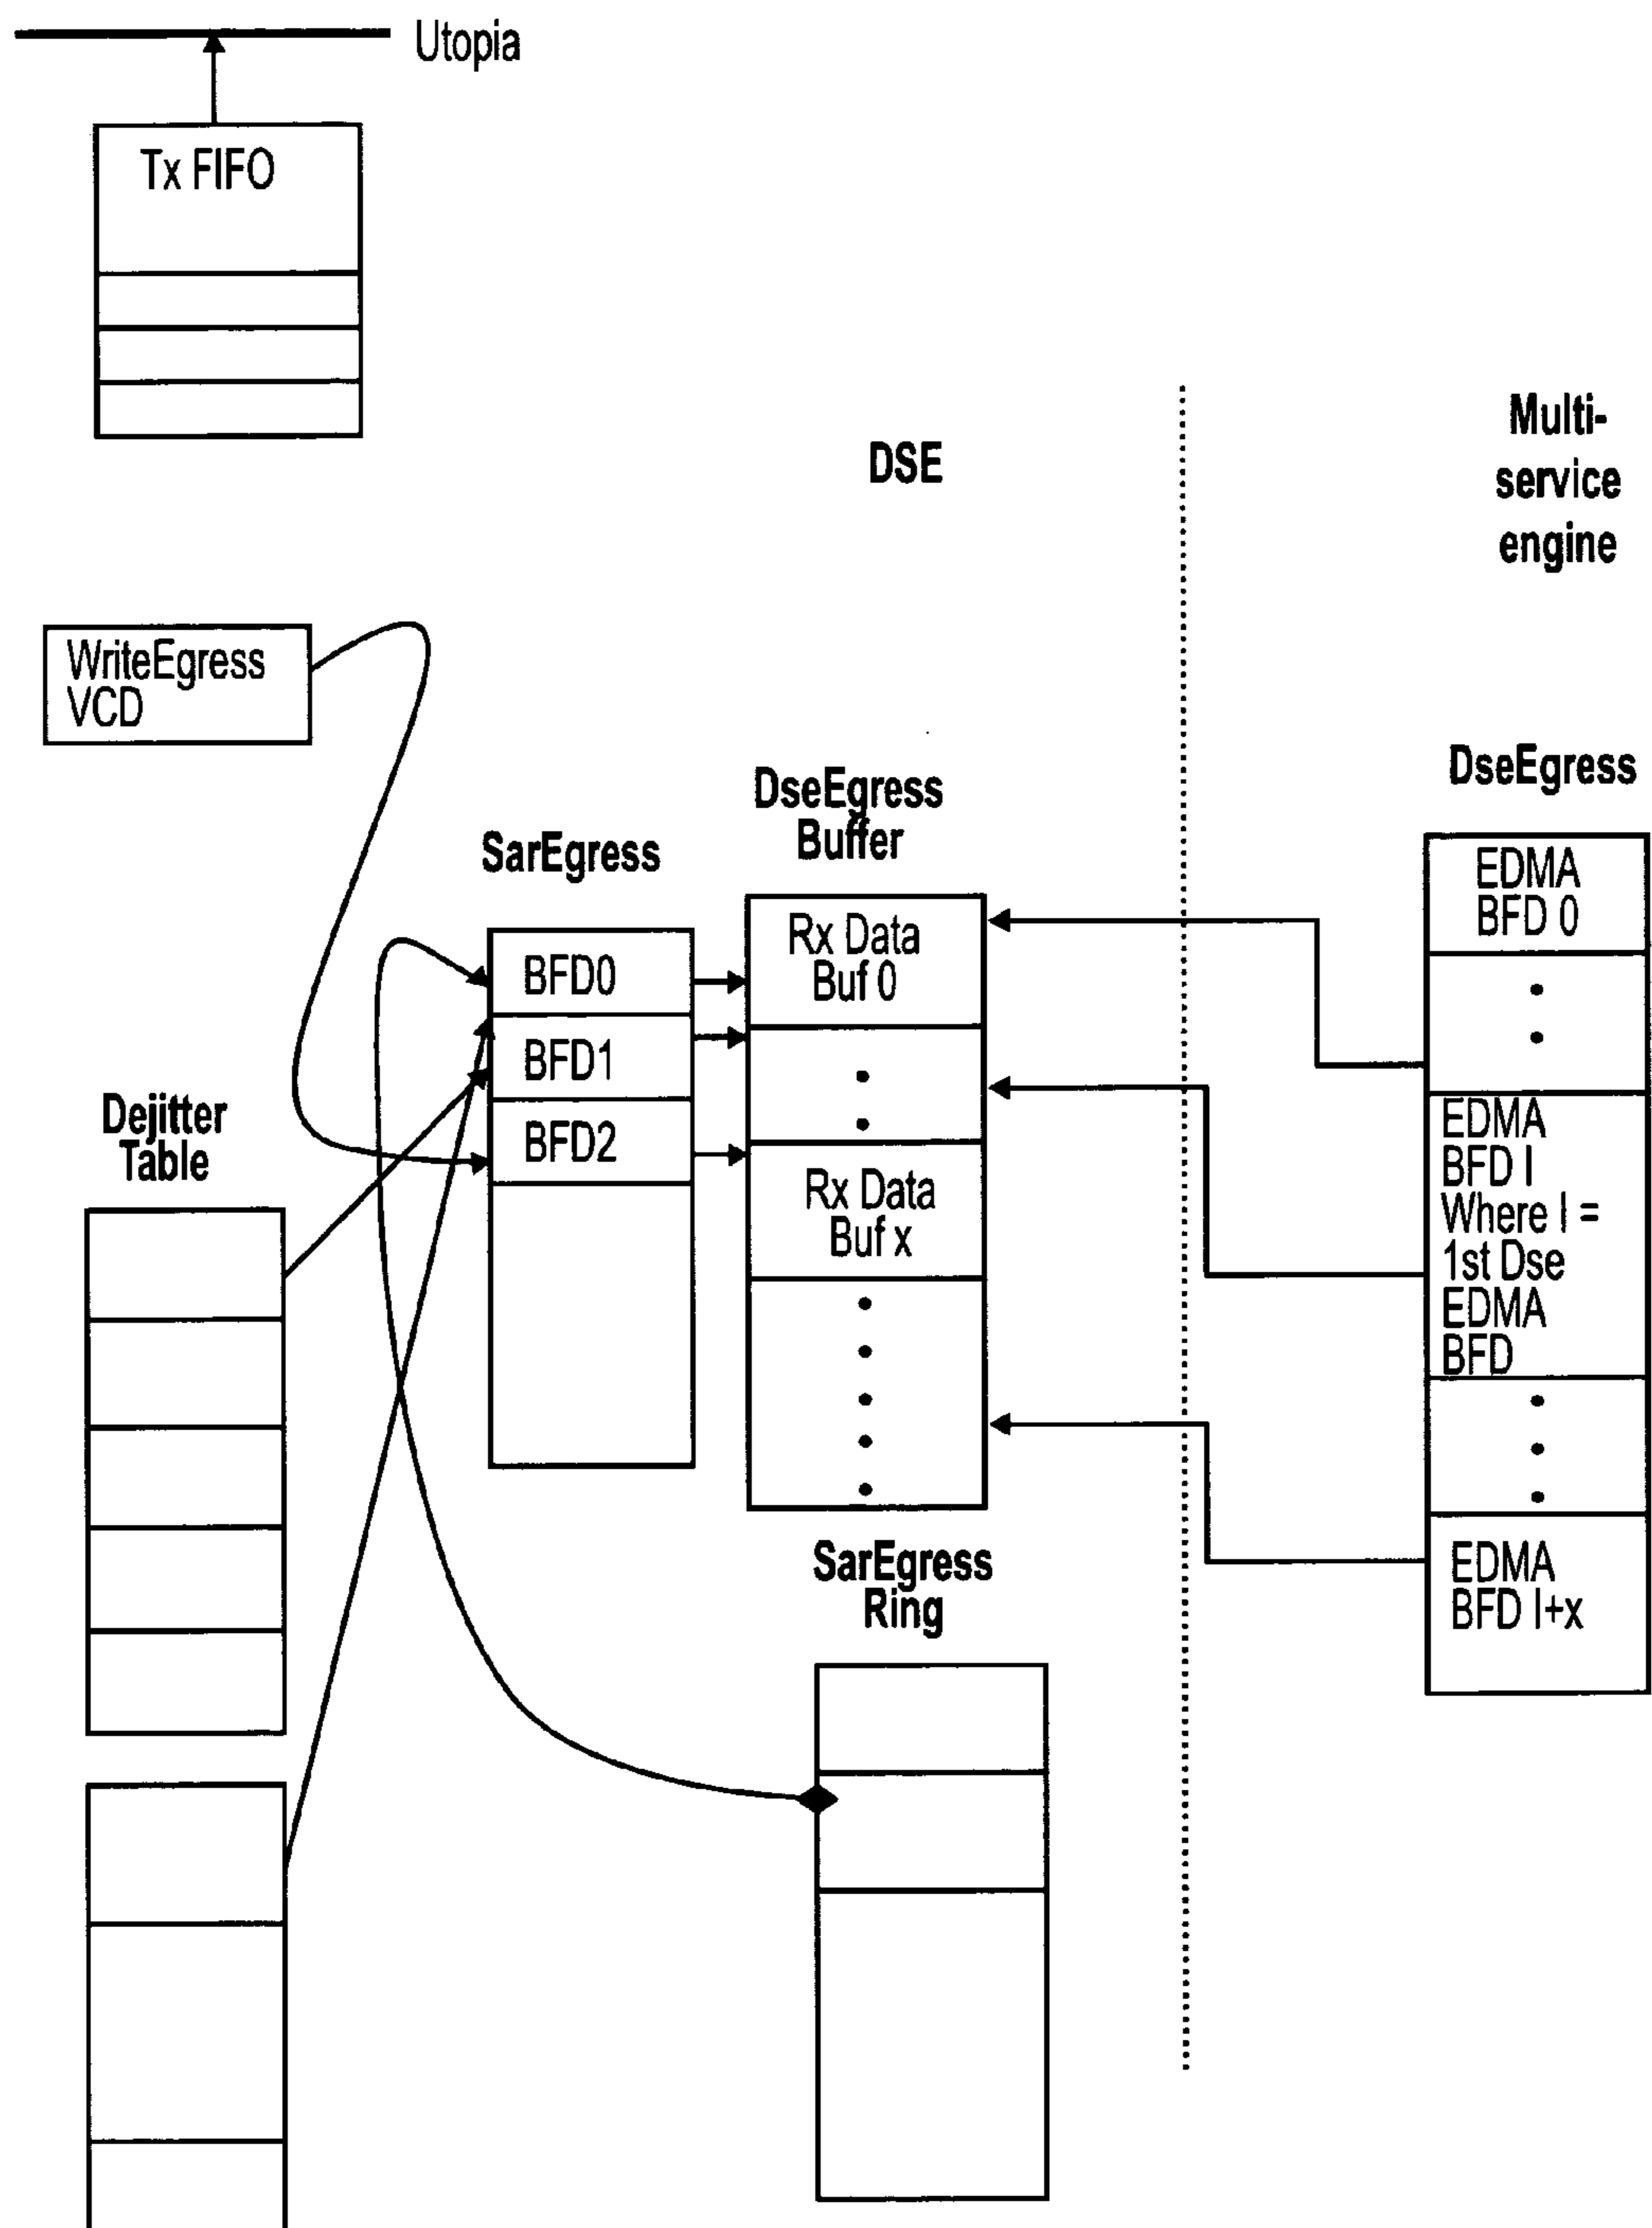 Utopia
Tx FIFO
DSE
Multi-
service
engine
WriteEgress
VCD
DseEgress
DseEgress
Buffer
SarEgress
EDMA
BFD 0
Rx Data
Buf 0
BFD0
BFD1
BFD2
Dejitter
Table
EDMA
BFD I
Where I =
1st Dse
EDMA
BFD
Rx Data
Buf x
SarEgress
Ring
EDMA
BFD I+x